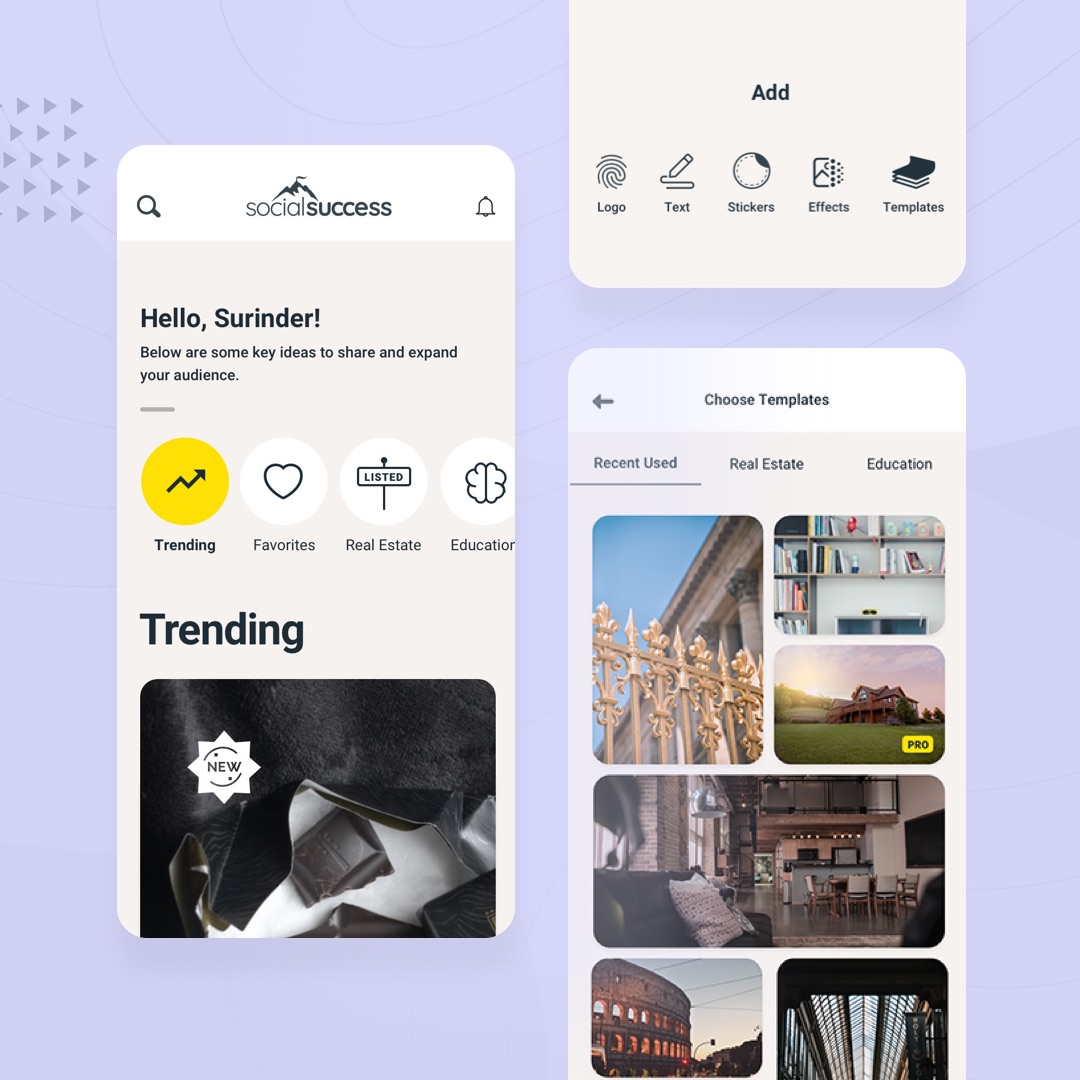 socialsuccess
Hello, Surinder!
Below are some key ideas to share and expand
your audience.
LISTED
Trending
Favorites
Real Estate
Education
Trending
NEW
Add
Logo
Text
Stickers
Effects
Templates
Choose Templates
Recent Used
Real Estate
Education
PRO